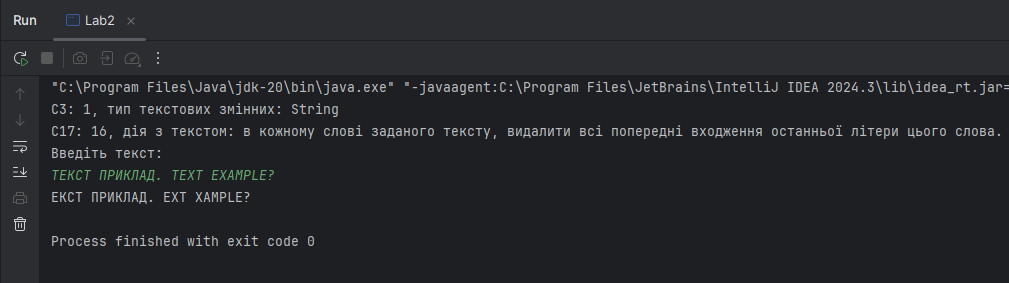 Run Lab2
"C:\Program Files\Java\jdk-20\bin\java.exe" "-javaagent:C:\Program Files\JetBrains\IntelliJ IDEA 2024.3\lib\idea_rt.jar=
С3: 1, тип текстових змінних: String
С17: 16, дія з текстом: в кожному слові заданого тексту, видалити всі попередні входження останньої літери цього слова.
Введіть текст:
ТЕКСТ ПРИКЛАД. TEXT EXAMPLE?
ЕКСТ ПРИКЛАД. EXT XAMPLE?
Process finished with exit code 0